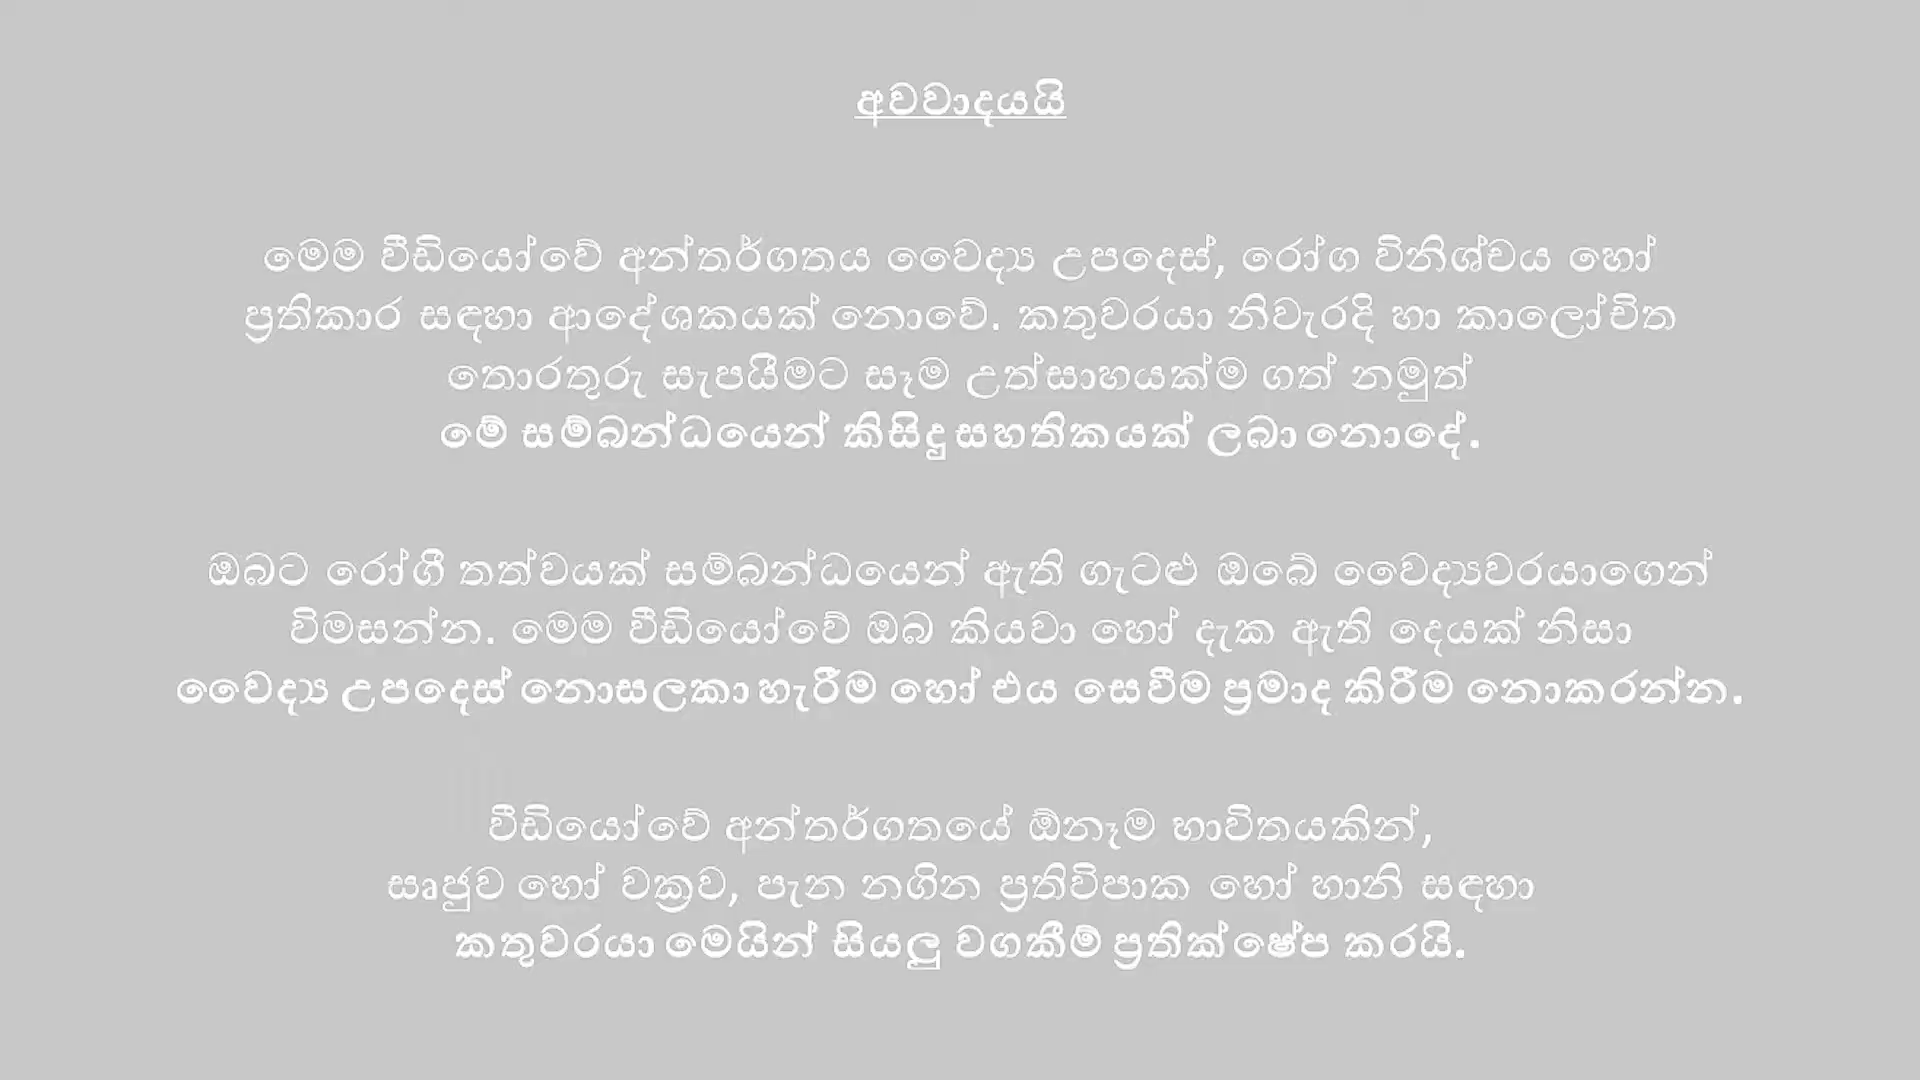 අවවාදයයි
මෙම වීඩියෝවේ අන්තර්ගතය වෛද්‍ය උපදෙස්, රෝග විනිශ්චය හෝ
ප්‍රතිකාර සඳහා ආදේශකයක් නොවේ. කතුවරයා නිවැරදි හා කාලෝචිත
තොරතුරු සැපයීමට සෑම උත්සාහයක්ම ගත් නමුත්
මේ සම්බන්ධයෙන් කිසිදු සහතිකයක් ලබා නොදේ.
ඔබට රෝගී තත්වයක් සම්බන්ධයෙන් ඇති ගැටළු ඔබේ වෛද්‍යවරයාගෙන්
විමසන්න. මෙම වීඩියෝවේ ඔබ කියවා හෝ දැක ඇති දෙයක් නිසා
වෛද්‍ය උපදෙස් නොසලකා හැරීම හෝ එය සෙවීම ප්‍රමාද කිරීම නොකරන්න.
වීඩියෝවේ අන්තර්ගතයේ ඕනෑම භාවිතයකින්,
සෘජුව හෝ වක්‍රව, පැන නගින ප්‍රතිවිපාක හෝ හානි සඳහා
කතුවරයා මෙයින් සියලු වගකීම් ප්‍රතික්ෂේප කරයි.